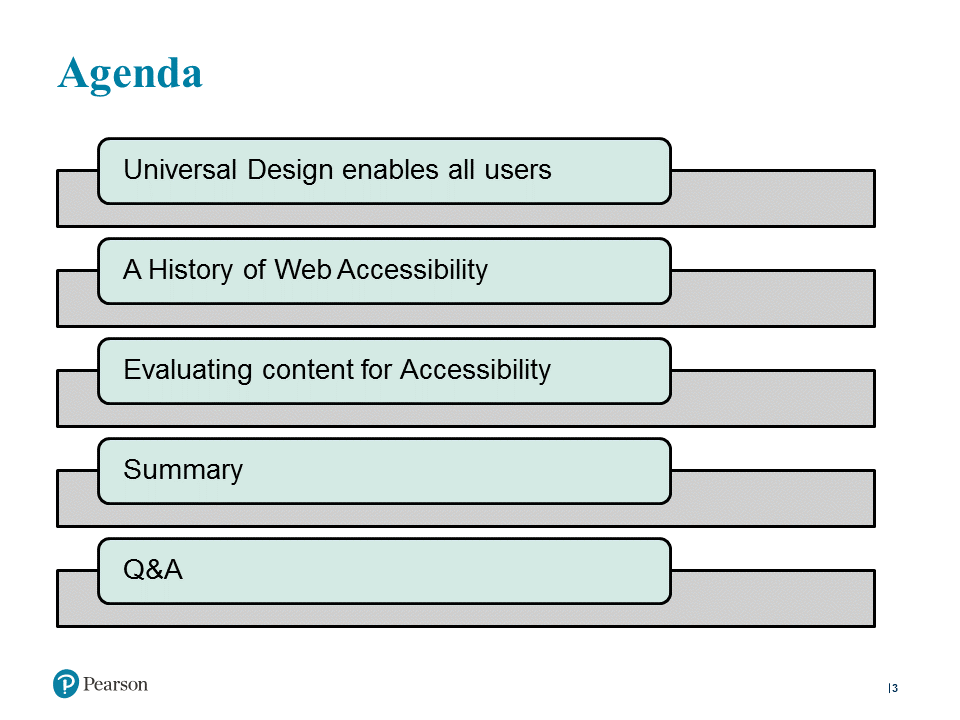 Agenda
Universal Design enables all users
A History of Web Accessibility
Evaluating content for Accessibility
Summary
Q&A
Pearson
|3